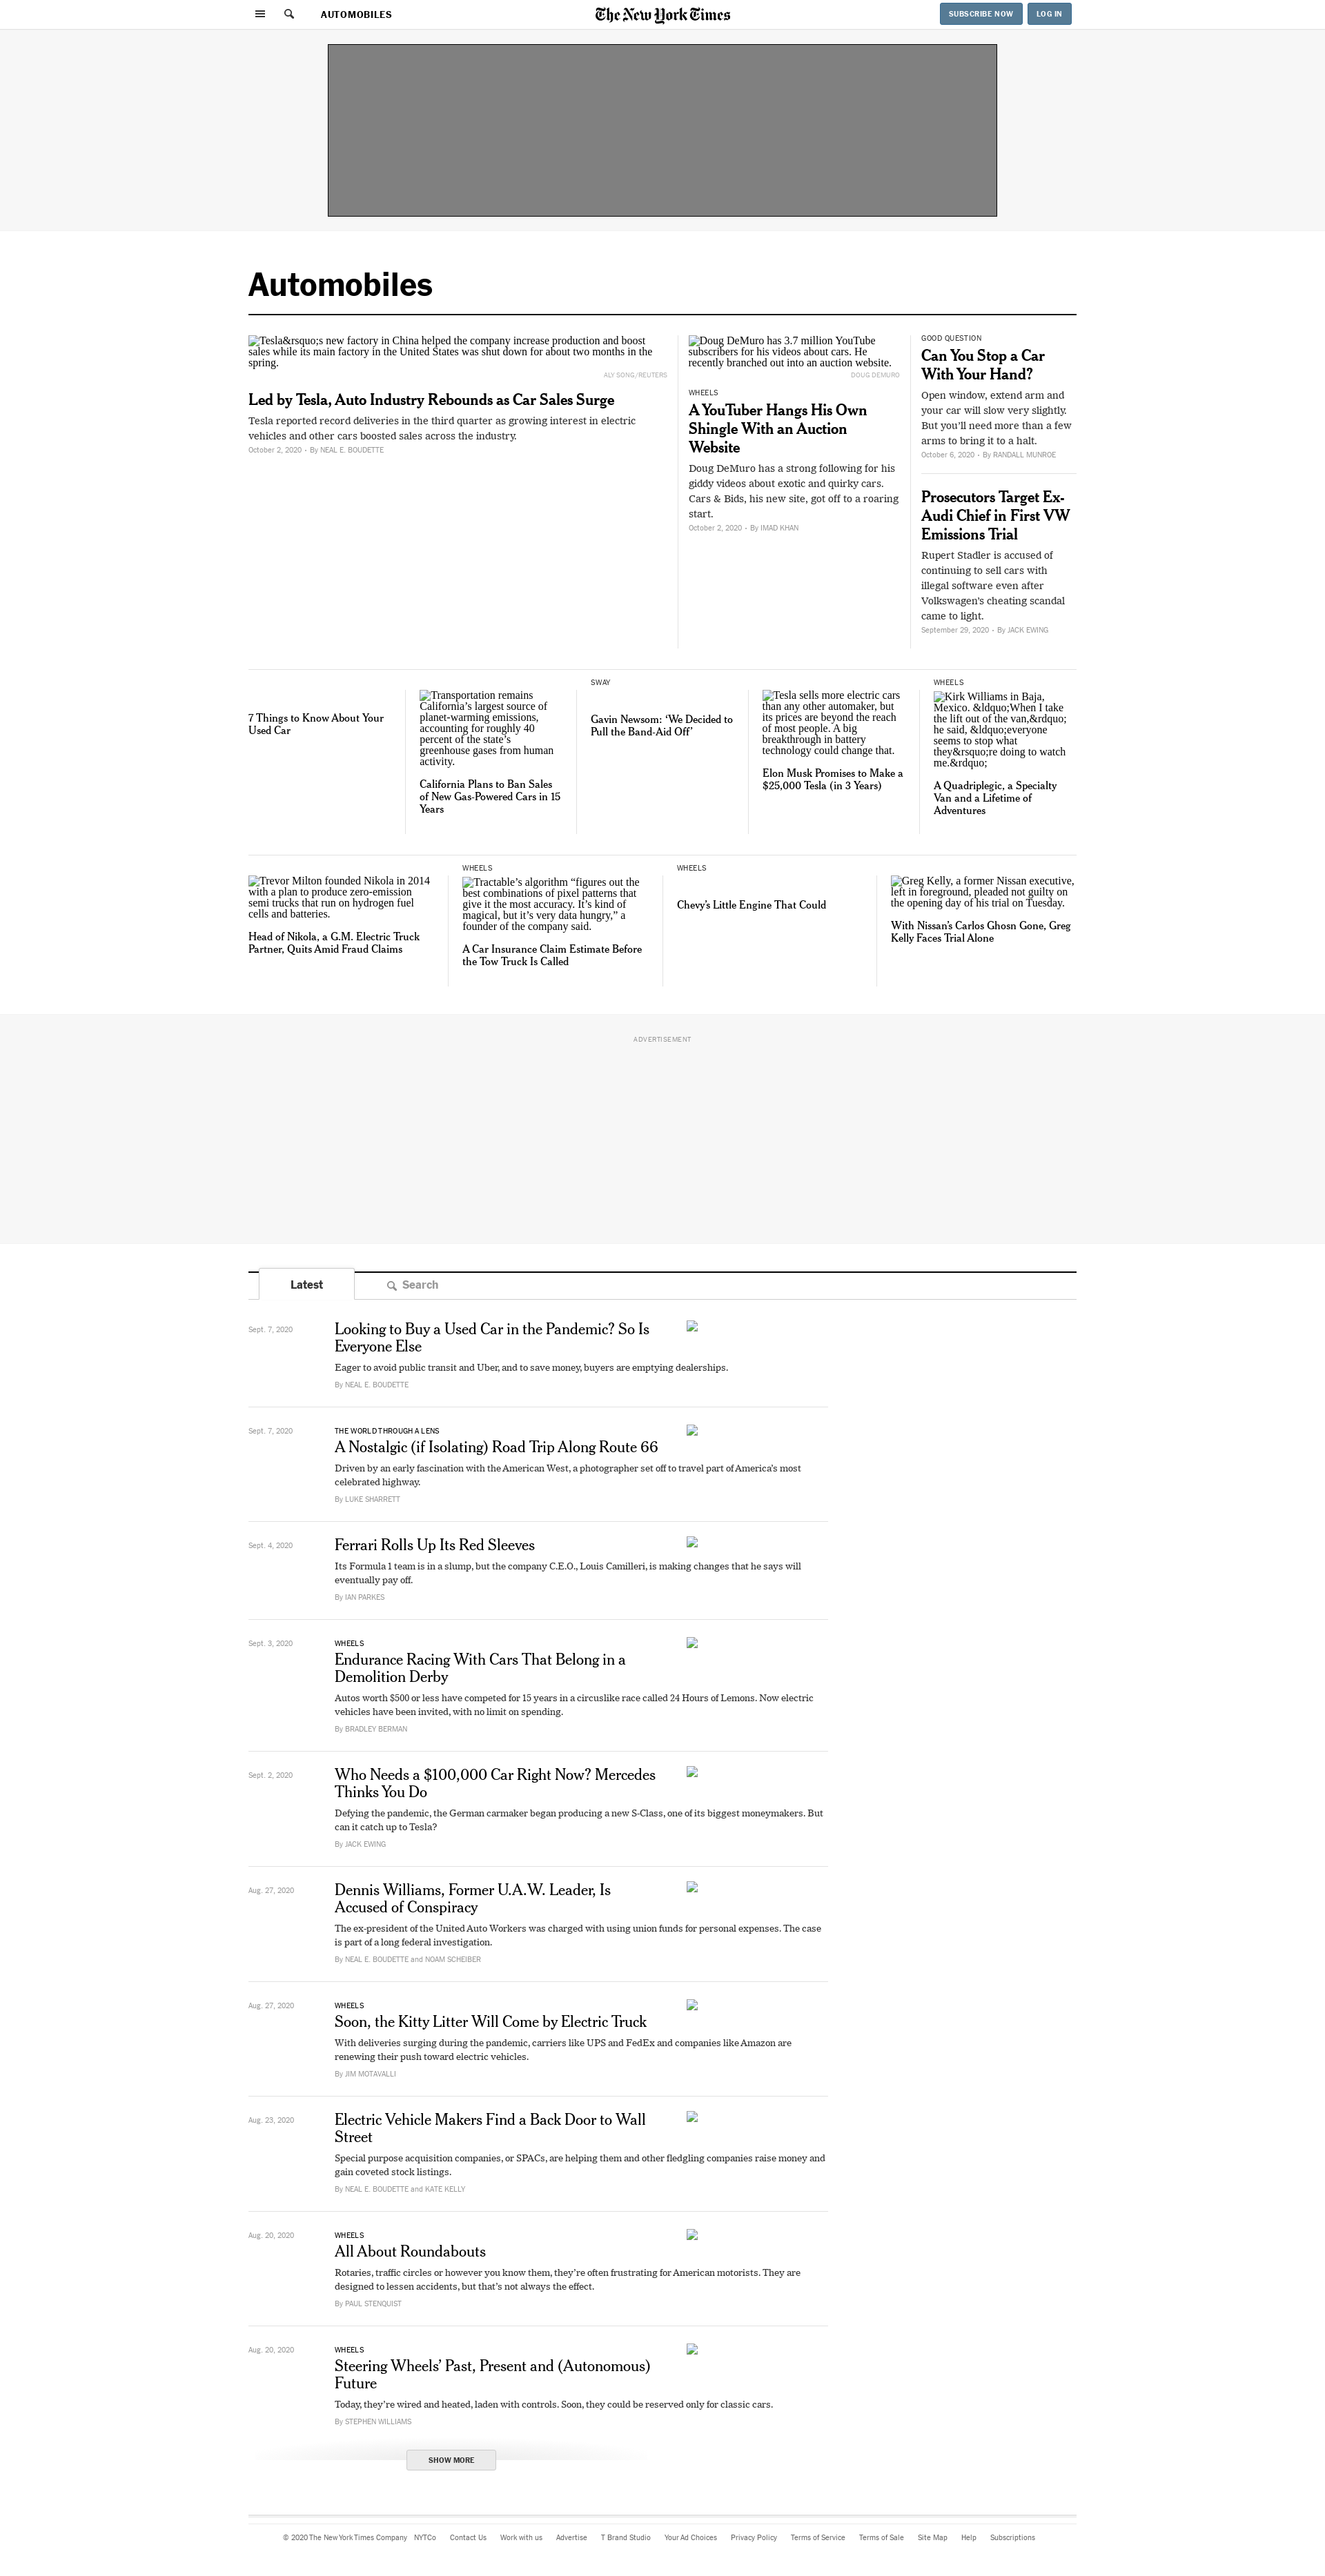 AUTOMOBILES
The New York Times
SUBSCRIBE NOW
LOG IN
Automobiles
Tesla&rsquo;s new factory in China helped the company increase production and boost
sales while its main factory in the United States was shut down for about two months in the
spring.
ALY SONG/REUTERS
Led by Tesla, Auto Industry Rebounds as Car Sales Surge
Tesla reported record deliveries in the third quarter as growing interest in electric
vehicles and other cars boosted sales across the industry.
October 2, 2020 • By NEAL E. BOUDETTE
Doug DeMuro has 3.7 million YouTube
subscribers for his videos about cars. He
recently branched out into an auction website.
DOUG DEMURO
WHEELS
A YouTuber Hangs His Own
Shingle With an Auction
Website
Doug DeMuro has a strong following for his
giddy videos about exotic and quirky cars.
Cars & Bids, his new site, got off to a roaring
start.
October 2, 2020 • By IMAD KHAN
GOOD QUESTION
Can You Stop a Car
With Your Hand?
Open window, extend arm and
your car will slow very slightly.
But you’ll need more than a few
arms to bring it to a halt.
October 6, 2020 • By RANDALL MUNROE
Prosecutors Target Ex-
Audi Chief in First VW
Emissions Trial
Rupert Stadler is accused of
continuing to sell cars with
illegal software even after
Volkswagen’s cheating scandal
came to light.
September 29, 2020 • By JACK EWING
7 Things to Know About Your
Used Car
Transportation remains
California’s largest source of
planet-warming emissions,
accounting for roughly 40
percent of the state’s
greenhouse gases from human
activity.
California Plans to Ban Sales
of New Gas-Powered Cars in 15
Years
SWAY
Gavin Newsom: ‘We Decided to
Pull the Band-Aid Off’
Tesla sells more electric cars
than any other automaker, but
its prices are beyond the reach
of most people. A big
breakthrough in battery
technology could change that.
Elon Musk Promises to Make a
$25,000 Tesla (in 3 Years)
WHEELS
Kirk Williams in Baja,
Mexico. &ldquo;When I take
the lift out of the van,&rdquo;
he said, &ldquo;everyone
seems to stop what
they&rsquo;re doing to watch
me.&rdquo;
A Quadriplegic, a Specialty
Van and a Lifetime of
Adventures
Trevor Milton founded Nikola in 2014
with a plan to produce zero-emission
semi trucks that run on hydrogen fuel
cells and batteries.
Head of Nikola, a G.M. Electric Truck
Partner, Quits Amid Fraud Claims
WHEELS
Tractable’s algorithm “figures out the
best combinations of pixel patterns that
give it the most accuracy. It’s kind of
magical, but it’s very data hungry,” a
founder of the company said.
A Car Insurance Claim Estimate Before
the Tow Truck Is Called
WHEELS
Chevy’s Little Engine That Could
Greg Kelly, a former Nissan executive,
left in foreground, pleaded not guilty on
the opening day of his trial on Tuesday.
With Nissan’s Carlos Ghosn Gone, Greg
Kelly Faces Trial Alone
ADVERTISEMENT
Latest
Search
Sept. 7, 2020
Looking to Buy a Used Car in the Pandemic? So Is
Everyone Else
Eager to avoid public transit and Uber, and to save money, buyers are emptying dealerships.
By NEAL E. BOUDETTE
Sept. 7, 2020
THE WORLD THROUGH A LENS
A Nostalgic (if Isolating) Road Trip Along Route 66
Driven by an early fascination with the American West, a photographer set off to travel part of America’s most
celebrated highway.
By LUKE SHARRETT
Sept. 4, 2020
Ferrari Rolls Up Its Red Sleeves
Its Formula 1 team is in a slump, but the company C.E.O., Louis Camilleri, is making changes that he says will
eventually pay off.
By IAN PARKES
Sept. 3, 2020
WHEELS
Endurance Racing With Cars That Belong in a
Demolition Derby
Autos worth $500 or less have competed for 15 years in a circuslike race called 24 Hours of Lemons. Now electric
vehicles have been invited, with no limit on spending.
By BRADLEY BERMAN
Sept. 2, 2020
Who Needs a $100,000 Car Right Now? Mercedes
Thinks You Do
Defying the pandemic, the German carmaker began producing a new S-Class, one of its biggest moneymakers. But
can it catch up to Tesla?
By JACK EWING
Aug. 27, 2020
Dennis Williams, Former U.A.W. Leader, Is
Accused of Conspiracy
The ex-president of the United Auto Workers was charged with using union funds for personal expenses. The case
is part of a long federal investigation.
By NEAL E. BOUDETTE and NOAM SCHEIBER
Aug. 27, 2020
WHEELS
Soon, the Kitty Litter Will Come by Electric Truck
With deliveries surging during the pandemic, carriers like UPS and FedEx and companies like Amazon are
renewing their push toward electric vehicles.
By JIM MOTAVALLI
Aug. 23, 2020
Electric Vehicle Makers Find a Back Door to Wall
Street
Special purpose acquisition companies, or SPACs, are helping them and other fledgling companies raise money and
gain coveted stock listings.
By NEAL E. BOUDETTE and KATE KELLY
Aug. 20, 2020
WHEELS
All About Roundabouts
Rotaries, traffic circles or however you know them, they’re often frustrating for American motorists. They are
designed to lessen accidents, but that’s not always the effect.
By PAUL STENQUIST
Aug. 20, 2020
WHEELS
Steering Wheels’ Past, Present and (Autonomous)
Future
Today, they’re wired and heated, laden with controls. Soon, they could be reserved only for classic cars.
By STEPHEN WILLIAMS
SHOW MORE
© 2020 The New York Times Company NYTCo Contact Us Work with us Advertise T Brand Studio Your Ad Choices Privacy Policy Terms of Service Terms of Sale Site Map Help Subscriptions